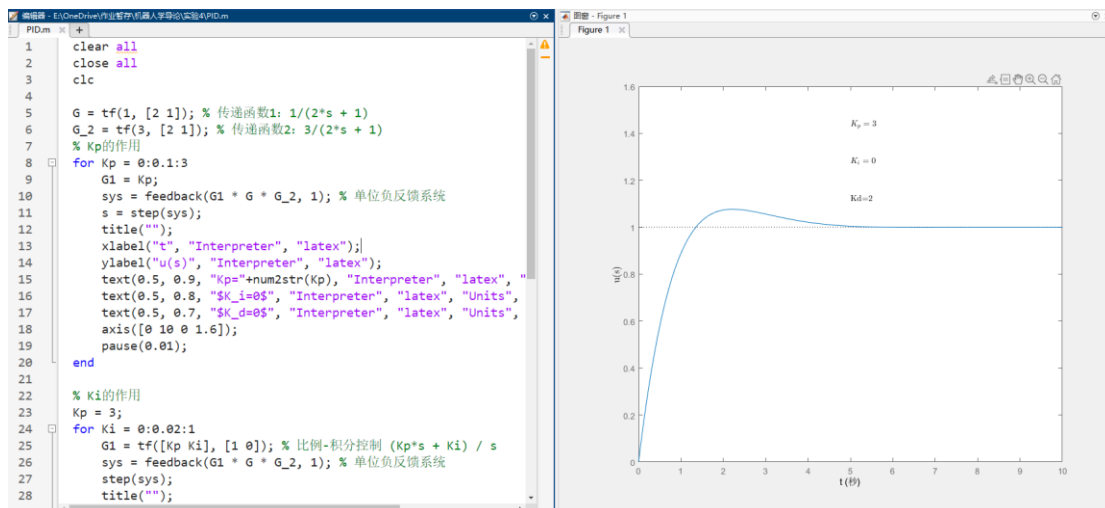 编辑器 - E:\OneDrive\作业暂存\机器人学导论\实验4\PID.m
PID.m
1 clear all
2 close all
3 clc
4
5 G = tf(1, [2 1]); % 传递函数1: 1/(2*s + 1)
6 G_2 = tf(3, [2 1]); % 传递函数2: 3/(2*s + 1)
7 % Kp的作用
8 for Kp = 0:0.1:3
9 G1 = Kp;
10 sys = feedback(G1 * G * G_2, 1); % 单位负反馈系统
11 s = step(sys);
12 title("");
13 xlabel("t", "Interpreter", "latex");
14 ylabel("u(s)", "Interpreter", "latex");
15 text(0.5, 0.9, "Kp="+num2str(Kp), "Interpreter", "latex", "
16 text(0.5, 0.8, "$K_i=0$", "Interpreter", "latex", "Units",
17 text(0.5, 0.7, "$K_d=0$", "Interpreter", "latex", "Units",
18 axis([0 10 0 1.6]);
19 pause(0.01);
20 end
21
22 % Ki的作用
23 Kp = 3;
24 for Ki = 0:0.02:1
25 G1 = tf([Kp Ki], [1 0]); % 比例-积分控制 (Kp*s + Ki) / s
26 sys = feedback(G1 * G * G_2, 1); % 单位负反馈系统
27 step(sys);
28 title("");
图窗 - Figure 1
Figure 1
1.6
1.4
1.2
1
0.8
0.6
0.4
0.2
0
u(s)
K_p = 3
K_i = 0
Kd=2
0 1 2 3 4 5 6 7 8 9 10
t (秒)